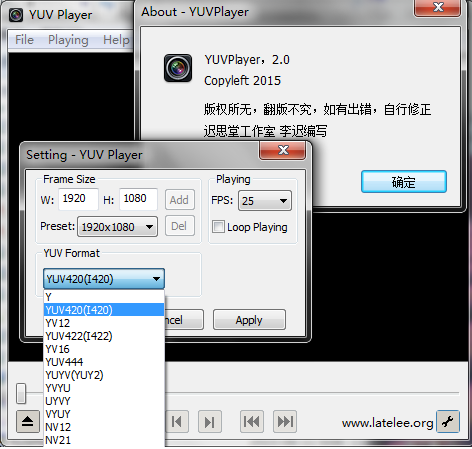 YUV Player
File Playing Help
About - YUVPlayer
YUVPlayer, 2.0
Copyleft 2015
版权所无，翻版不究，如有出错，自行修正
迟思堂工作室 李迟编写
确定
Setting - YUV Player
Frame Size
W: 1920 H: 1080 Add
Preset: 1920x1080 Del
Playing
FPS: 25
Loop Playing
YUV Format
YUV420(I420)
Y
YUV420(I420)
YV12
YUV422(I422)
YV16
YUV444
YUYV(YUY2)
YVYU
UYVY
VYUY
NV12
NV21
ncel
Apply
www.latelee.org